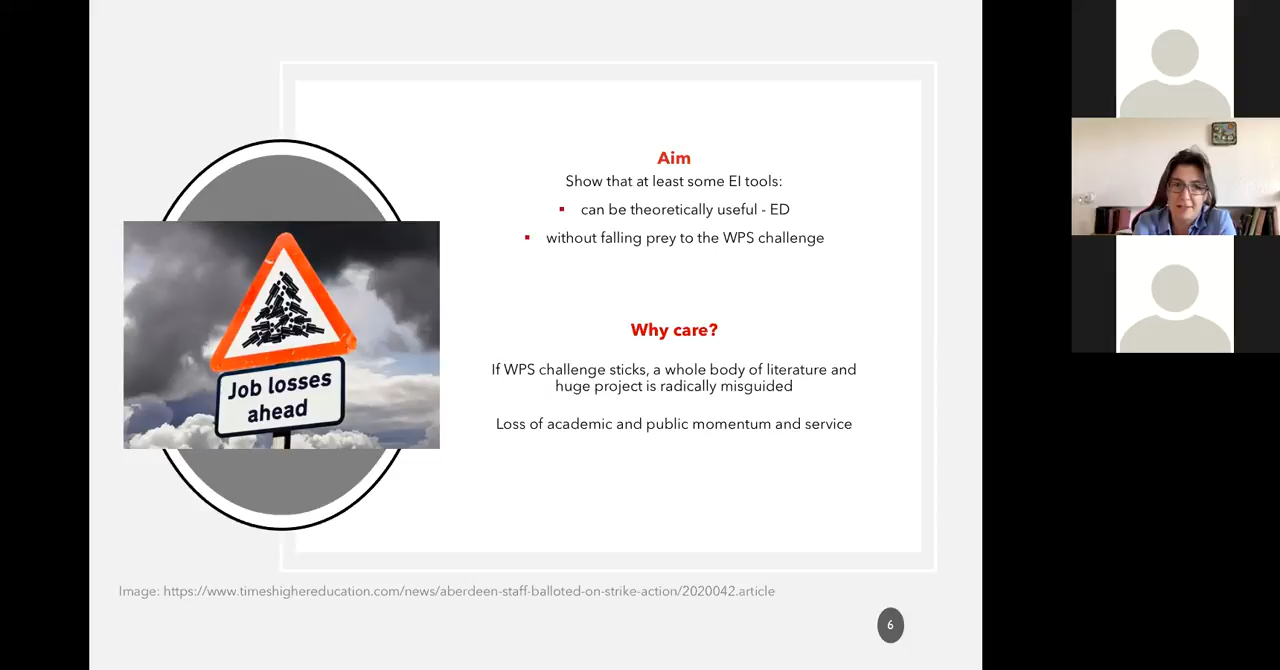 Aim
Show that at least some EI tools:
▪ can be theoretically useful - ED
▪ without falling prey to the WPS challenge
Why care?
If WPS challenge sticks, a whole body of literature and
huge project is radically misguided
Loss of academic and public momentum and service
Job losses
ahead
Image: https://www.timeshighereducation.com/news/aberdeen-staff-balloted-on-strike-action/2020042.article
6